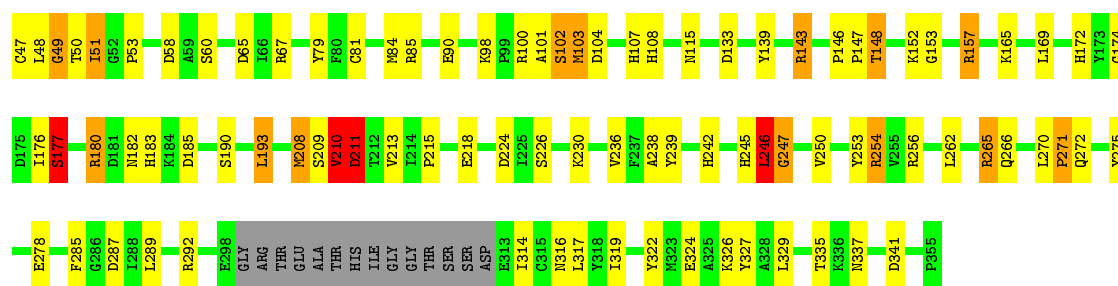 C47 L48 G49 T50 I51 G52 P53 D58 A59 S60 D65 I66 R67 Y79 F80 C81 M84 R85 E90 K98 P99 R100 A101 S102 M103 D104 H107 H108 N115 D133 Y139 R143 P146 P147 T148 K152 G153 R157 K165 L169 H172 Y173 G174
D175 I176 S177 R180 D181 N182 H183 K184 D185 S190 L193 M208 S209 V210 D211 T212 V213 I214 P215 E218 D224 I225 S226 K230 V236 F237 A238 Y239 H242 R245 L246 G247 V250 Y253 R254 V255 R256 L262 R265 Q266 L270 P271 Q272 Y275
E278 F285 G286 D287 I288 L289 R292 E298 GLY ARG THR GLU ALA THR HIS ILE GLY GLY THR SER SER ASP E313 I314 C315 N316 L317 Y318 I319 Y322 M323 E324 A325 K326 Y327 A328 L329 T335 K336 N337 D341 P355